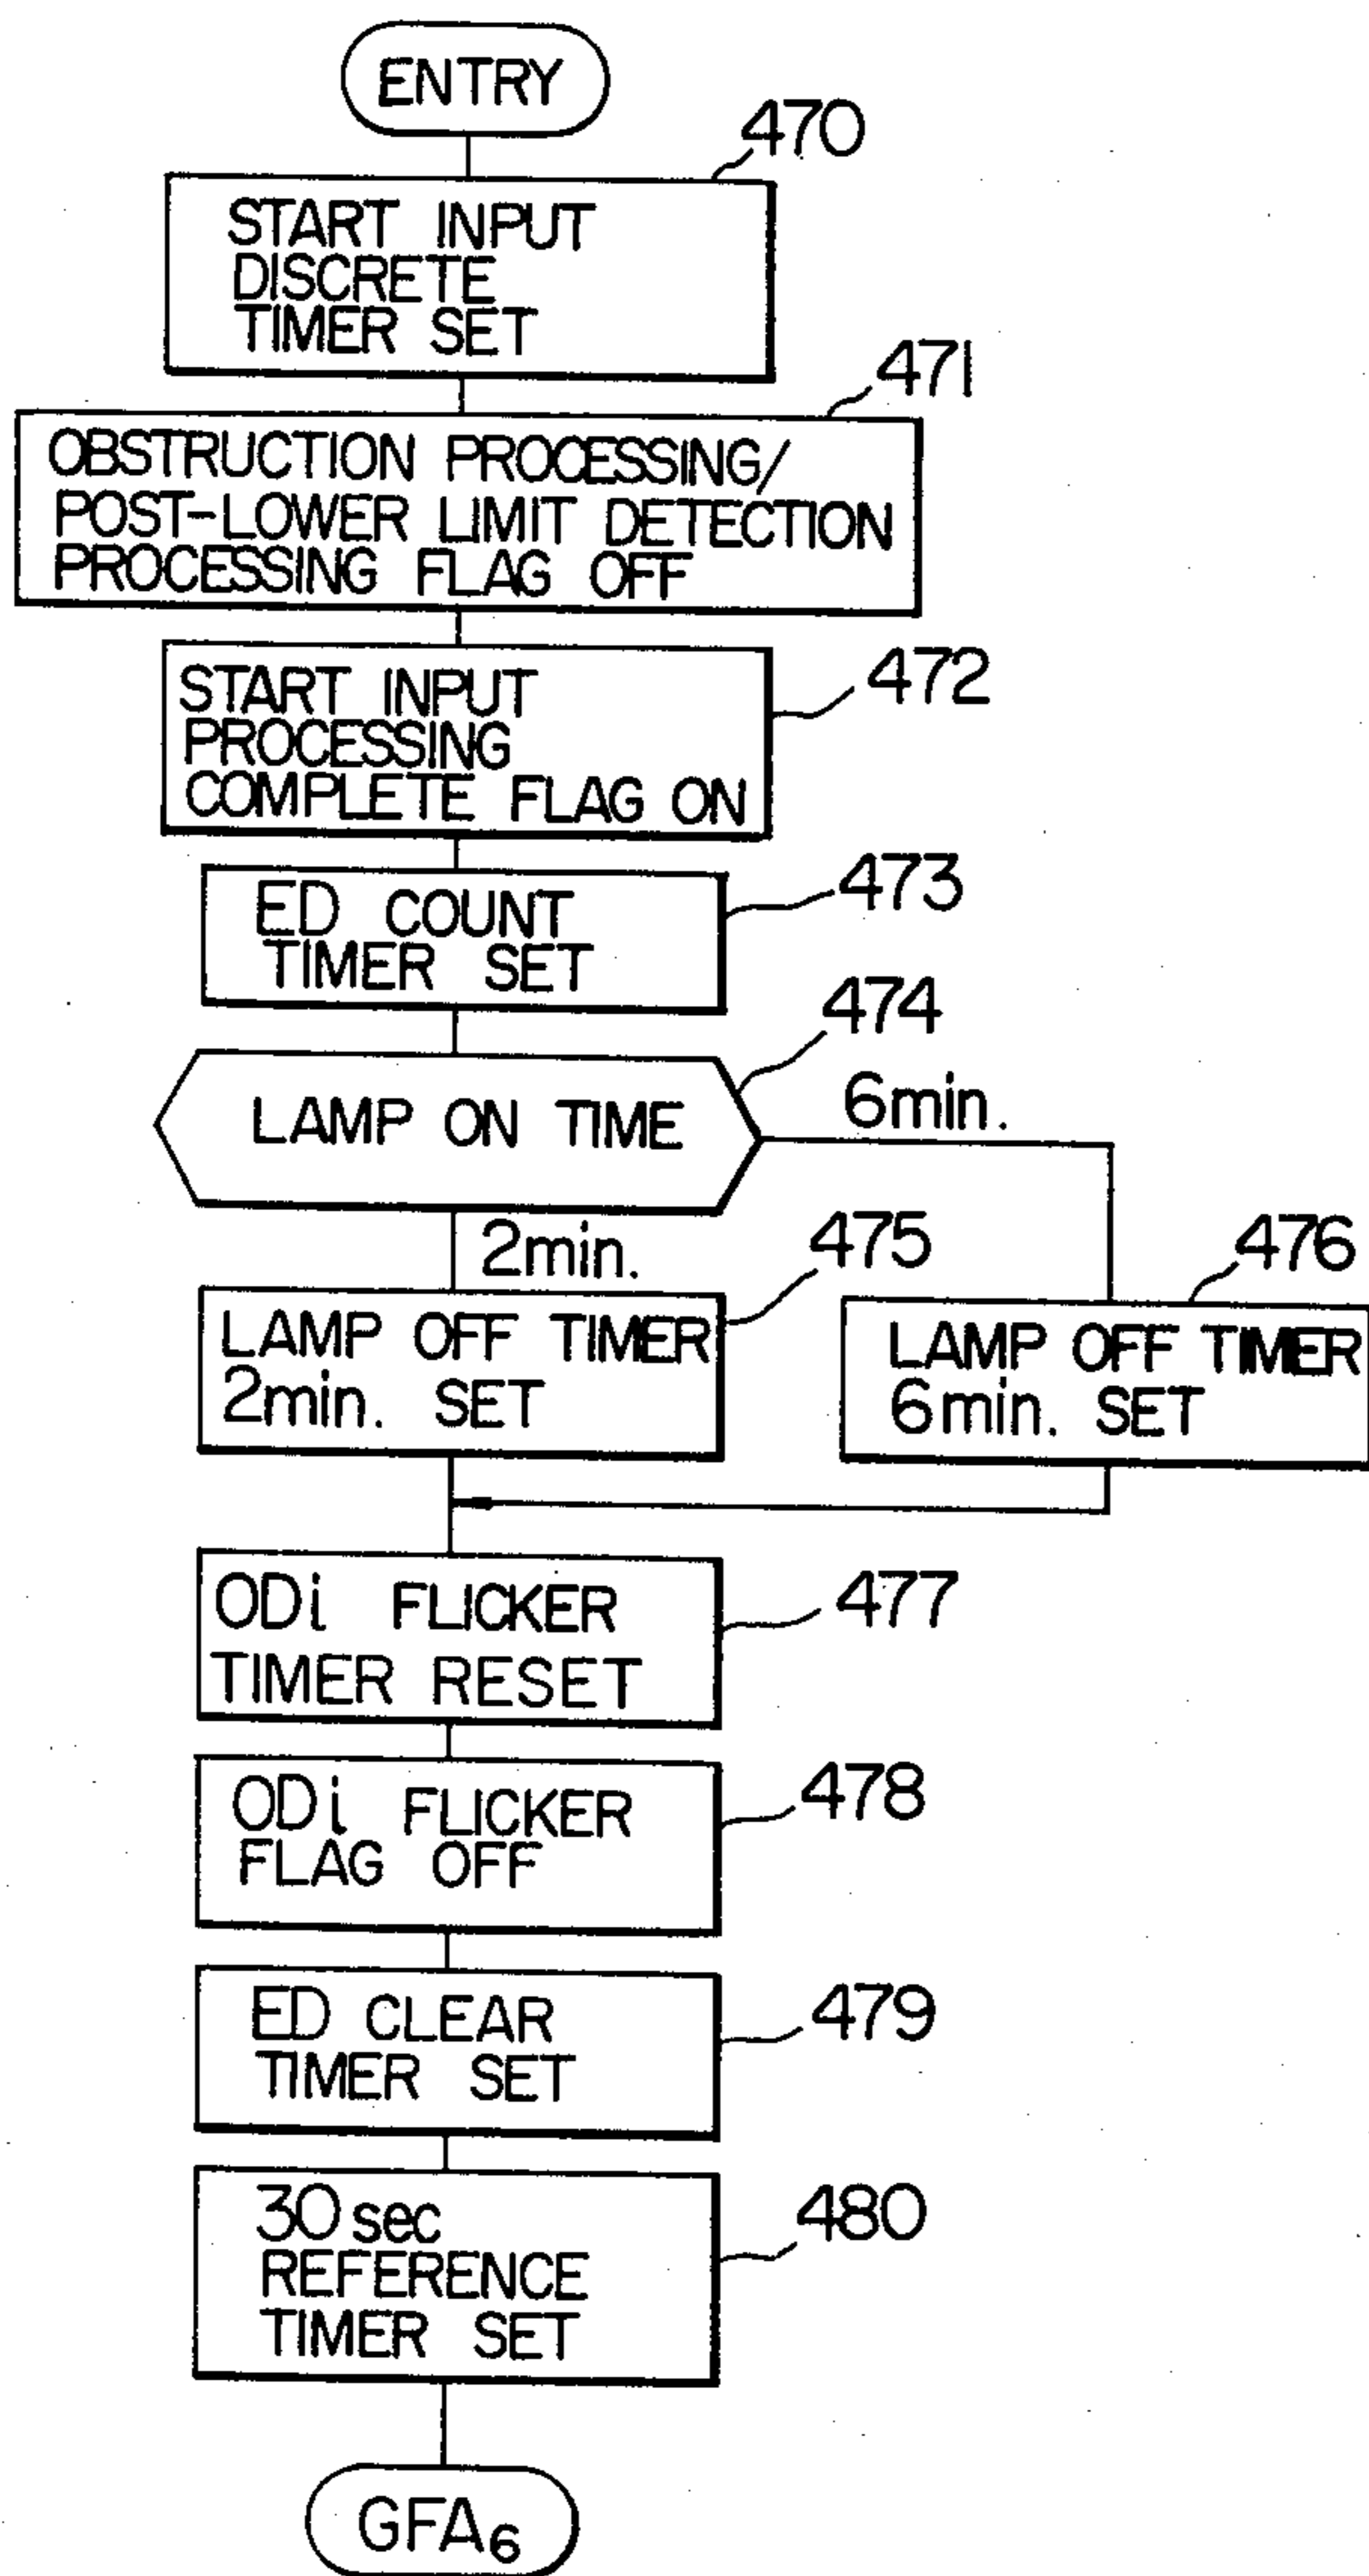 ENTRY
470
START INPUT
DISCRETE
TIMER SET
471
OBSTRUCTION PROCESSING/
POST-LOWER LIMIT DETECTION
PROCESSING FLAG OFF
472
START INPUT
PROCESSING
COMPLETE FLAG ON
473
ED COUNT
TIMER SET
474
LAMP ON TIME
6min.
2min.
475
LAMP OFF TIMER
2min. SET
476
LAMP OFF TIMER
6min. SET
477
ODi FLICKER
TIMER RESET
478
ODi FLICKER
FLAG OFF
479
ED CLEAR
TIMER SET
480
30sec
REFERENCE
TIMER SET
GFA6